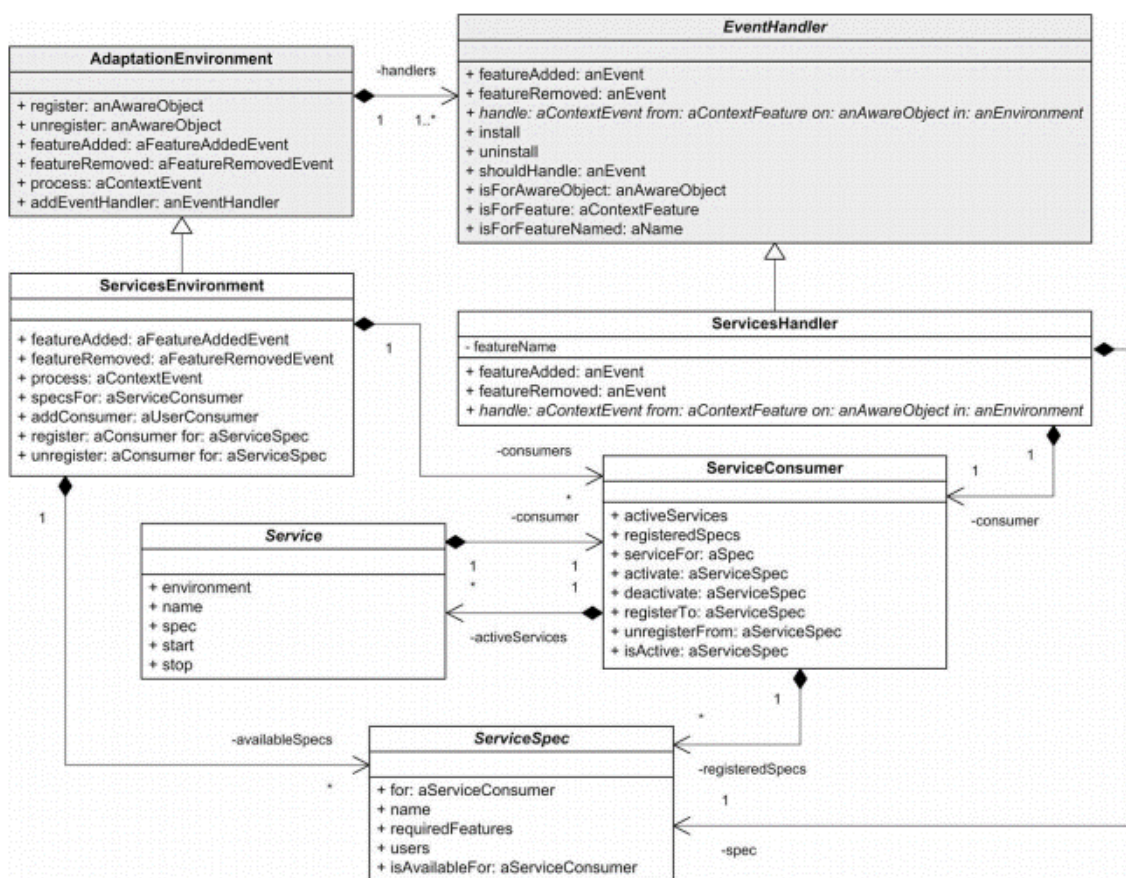 AdaptationEnvironment
+ register: anAwareObject
+ unregister: anAwareObject
+ featureAdded: aFeatureAddedEvent
+ featureRemoved: aFeatureRemovedEvent
+ process: aContextEvent
+ addEventHandler: anEventHandler
-handlers
1
1..*
EventHandler
+ featureAdded: anEvent
+ featureRemoved: anEvent
+ handle: aContextEvent from: aContextFeature on: anAwareObject in: anEnvironment
+ install
+ uninstall
+ shouldHandle: anEvent
+ isForAwareObject: anAwareObject
+ isForFeature: aContextFeature
+ isForFeatureNamed: aName
ServicesEnvironment
+ featureAdded: aFeatureAddedEvent
+ featureRemoved: aFeatureRemovedEvent
+ process: aContextEvent
+ specsFor: aServiceConsumer
+ addConsumer: aUserConsumer
+ register: aConsumer for: aServiceSpec
+ unregister: aConsumer for: aServiceSpec
1
1
ServicesHandler
- featureName
+ featureAdded: anEvent
+ featureRemoved: anEvent
+ handle: aContextEvent from: aContextFeature on: anAwareObject in: anEnvironment
-consumers
*
1
1
-consumer
ServiceConsumer
+ activeServices
+ registeredSpecs
+ serviceFor: aSpec
+ activate: aServiceSpec
+ deactivate: aServiceSpec
+ registerTo: aServiceSpec
+ unregisterFrom: aServiceSpec
+ isActive: aServiceSpec
-consumer
1
1
*
1
-activeServices
Service
+ environment
+ name
+ spec
+ start
+ stop
1
*
-registeredSpecs
-availableSpecs
*
ServiceSpec
+ for: aServiceConsumer
+ name
+ requiredFeatures
+ users
+ isAvailableFor: aServiceConsumer
1
-spec